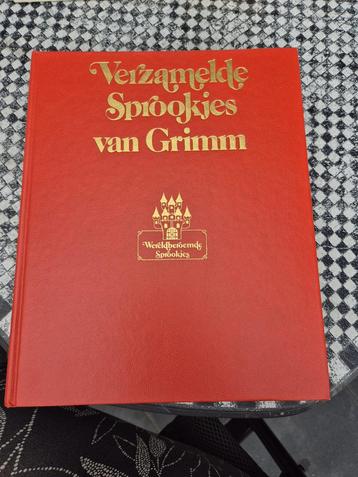 Verzamelde
Sprookjes
van Grimm
Wereldberoemde
Sprookjes